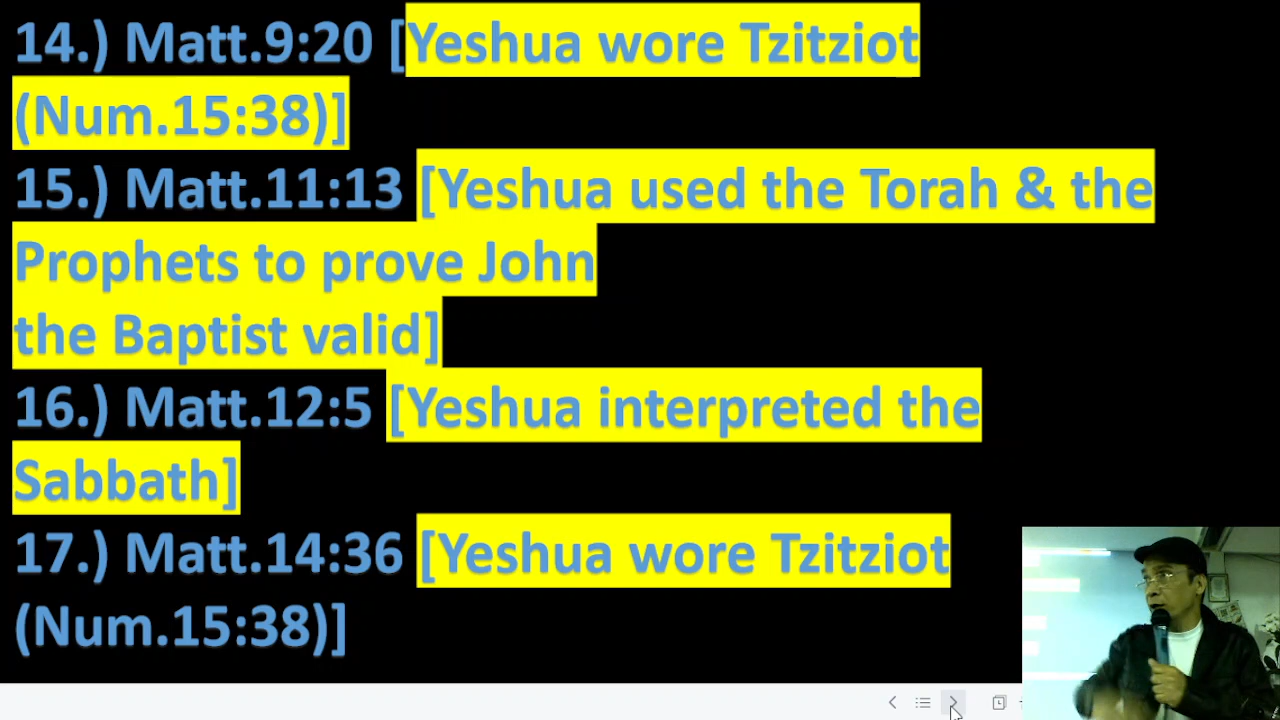 14.) Matt.9:20 [Yeshua wore Tzitziot
(Num.15:38)]
15.) Matt.11:13 [Yeshua used the Torah & the
Prophets to prove John
the Baptist valid]
16.) Matt.12:5 [Yeshua interpreted the
Sabbath]
17.) Matt.14:36 [Yeshua wore Tzitziot
(Num.15:38)]